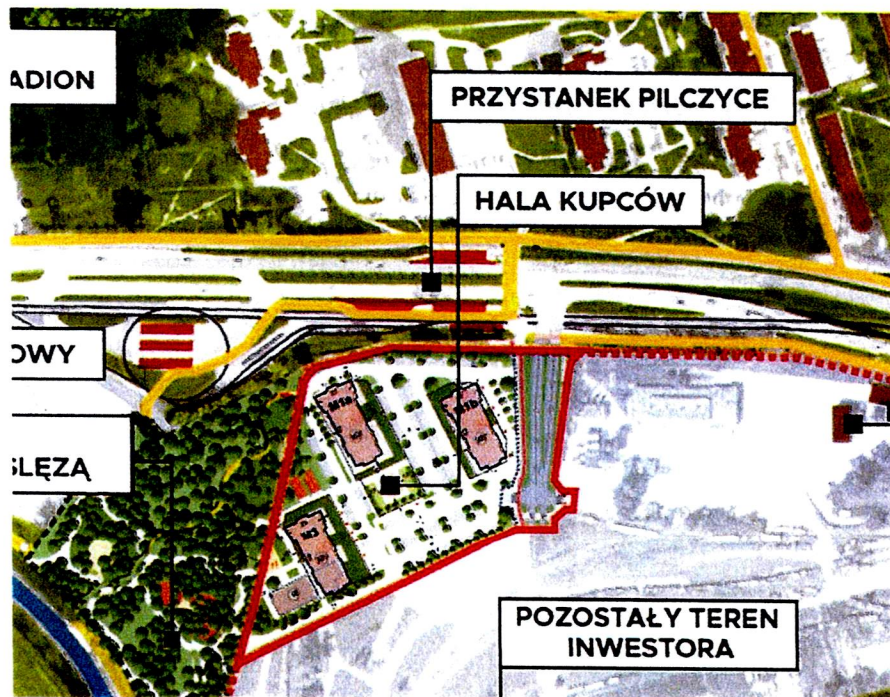 ADION
PRZYSTANEK PILCZYCE
HALA KUPCÓW
OWY
ŚLĘZĄ
POZOSTAŁY TEREN
INWESTORA